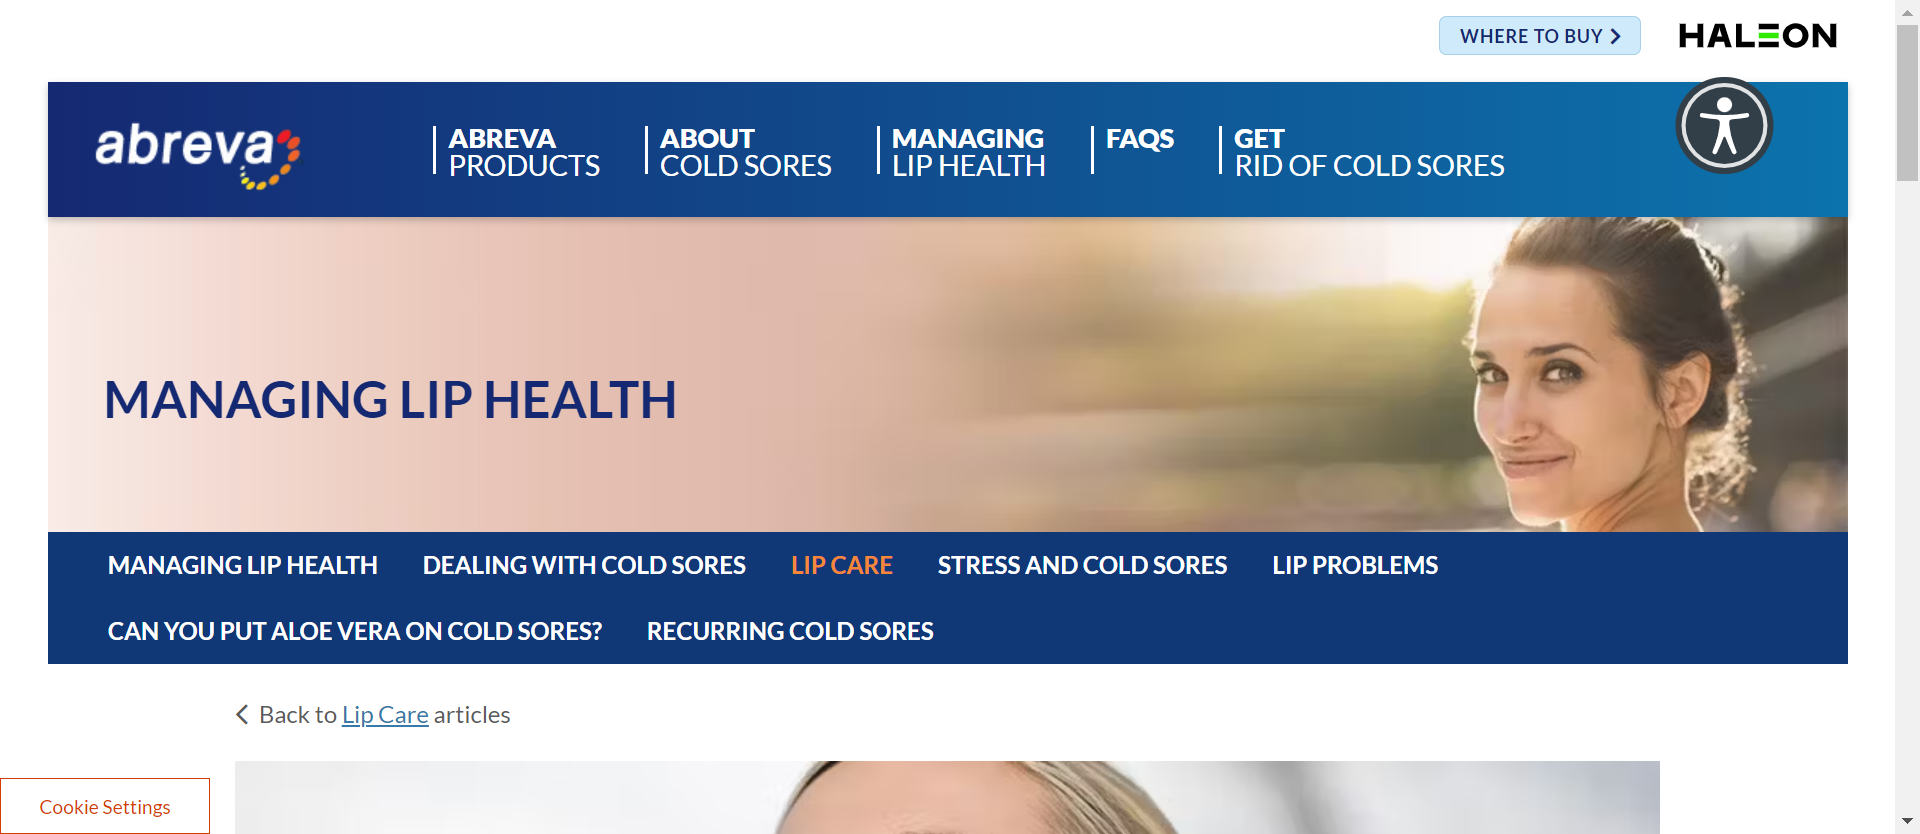 WHERE TO BUY
HALEON
abreva
ABREVA
PRODUCTS
ABOUT
COLD SORES
MANAGING
LIP HEALTH
FAQS
GET
RID OF COLD SORES
MANAGING LIP HEALTH
MANAGING LIP HEALTH DEALING WITH COLD SORES LIP CARE STRESS AND COLD SORES LIP PROBLEMS
CAN YOU PUT ALOE VERA ON COLD SORES? RECURRING COLD SORES
Back to Lip Care articles
Cookie Settings